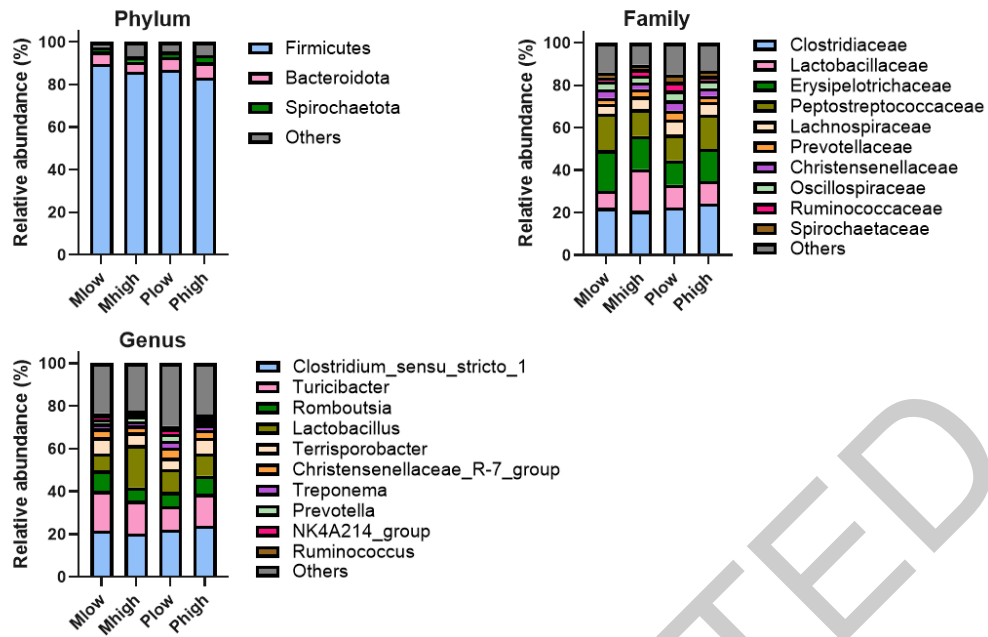 Phylum
Relative abundance (%)
100
80
60
40
20
0
Mlow
Mhigh
Plow
Phigh
Firmicutes
Bacteroidota
Spirochaetota
Others
Family
Relative abundance (%)
100
80
60
40
20
0
Mlow
Mhigh
Plow
Phigh
Clostridiaceae
Lactobacillaceae
Erysipelotrichaceae
Peptostreptococcaceae
Lachnospiraceae
Prevotellaceae
Christensenellaceae
Oscillospiraceae
Ruminococcaceae
Spirochaetaceae
Others
Genus
Relative abundance (%)
100
80
60
40
20
0
Mlow
Mhigh
Plow
Phigh
Clostridium_sensu_stricto_1
Turicibacter
Romboutsia
Lactobacillus
Terrisporobacter
Christensenellaceae_R-7_group
Treponema
Prevotella
NK4A214_group
Ruminococcus
Others
TED